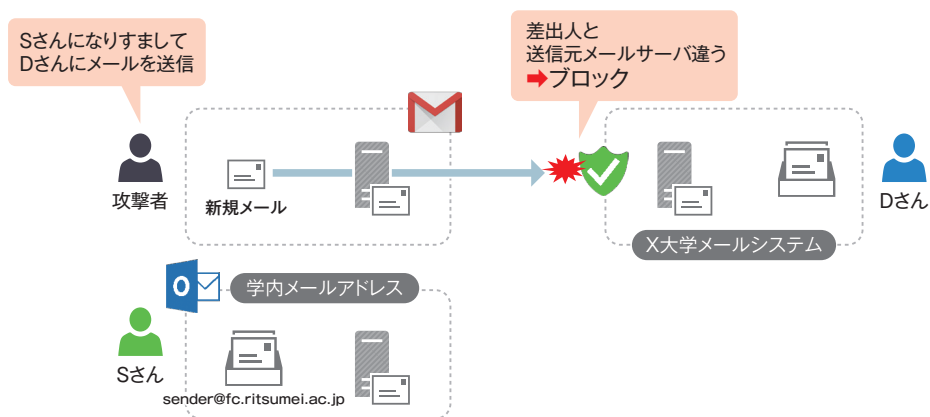 Sさんになりすまして
Dさんにメールを送信
差出人と
送信元メールサーバ違う
➡ブロック
攻撃者
新規メール
Dさん
X大学メールシステム
学内メールアドレス
Sさん
sender@fc.ritsumei.ac.jp